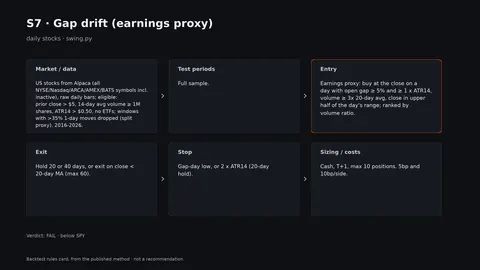 S7 · Gap drift (earnings proxy)
daily stocks · swing.py
Market / data
US stocks from Alpaca (all
NYSE/Nasdaq/ARCA/AMEX/BATS symbols incl.
inactive), raw daily bars; eligible:
prior close > $5, 14-day avg volume ≥ 1M
shares, ATR14 > $0.50, no ETFs; windows
with >35% 1-day moves dropped (split
proxy). 2016-2026.
Test periods
Full sample.
Entry
Earnings proxy: buy at the close on
a day with open gap ≥ 5% and ≥ 1 x ATR14,
volume ≥ 3x 20-day avg, close in upper
half of the day's range; ranked by
volume ratio.
Exit
Hold 20 or 40 days, or exit on close <
20-day MA (max 60).
Stop
Gap-day low, or 2 x ATR14 (20-day
hold).
Sizing / costs
Cash, T+1, max 10 positions. 5bp and
10bp/side.
Verdict: FAIL · below SPY
Backtest rules card, from the published method · not a recommendation